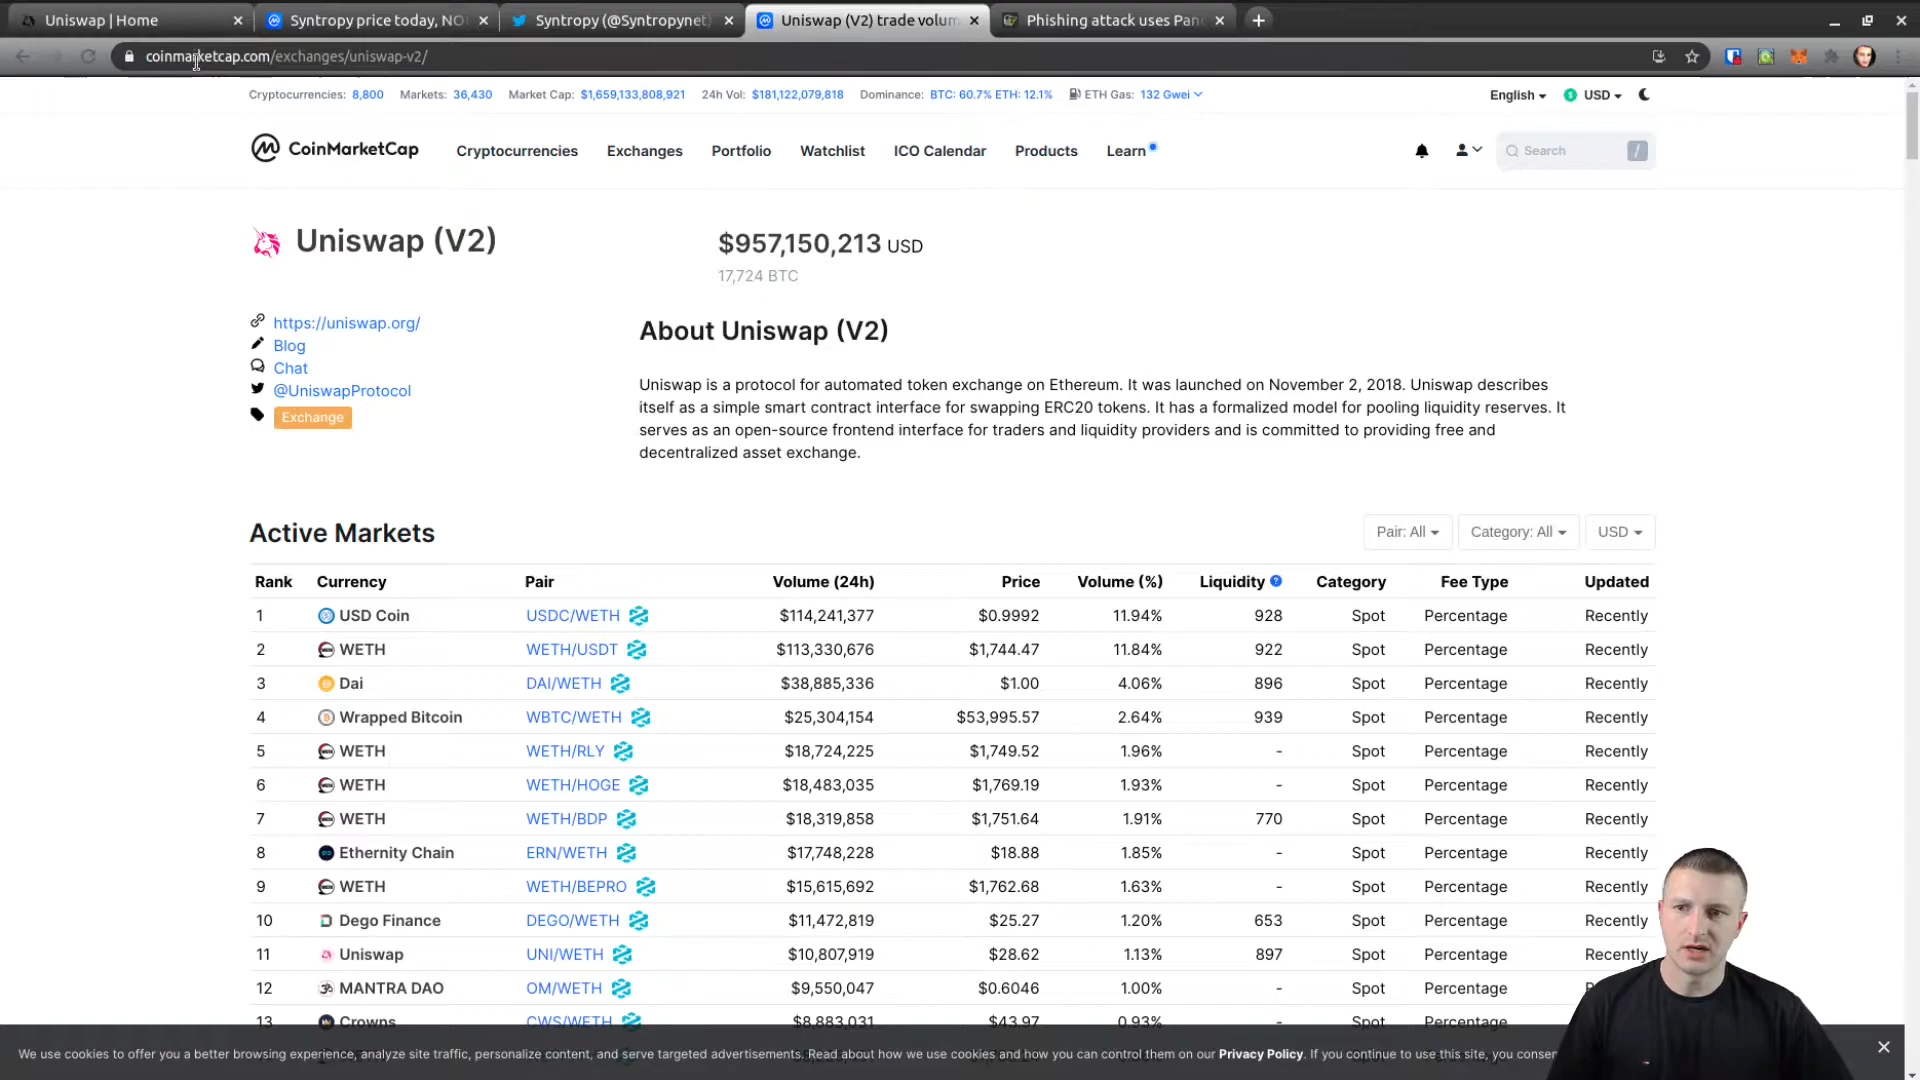 Uniswap | Home
Syntropy price today, NO
Syntropy (@Syntropynet)
Uniswap (V2) trade volum
Phishing attack uses Panc
coinmarketcap.com/exchanges/uniswap-v2/
Cryptocurrencies: 8,800 Markets: 36,430 Market Cap: $1,659,133,808,921 24h Vol: $181,122,079,818 Dominance: BTC: 60.7% ETH: 12.1% ETH Gas: 132 Gwei
English USD
CoinMarketCap
Cryptocurrencies Exchanges Portfolio Watchlist ICO Calendar Products Learn
Search /
Uniswap (V2)
$957,150,213 USD
17,724 BTC
https://uniswap.org/
Blog
Chat
@UniswapProtocol
Exchange
About Uniswap (V2)
Uniswap is a protocol for automated token exchange on Ethereum. It was launched on November 2, 2018. Uniswap describes
itself as a simple smart contract interface for swapping ERC20 tokens. It has a formalized model for pooling liquidity reserves. It
serves as an open-source frontend interface for traders and liquidity providers and is committed to providing free and
decentralized asset exchange.
Active Markets
Pair: All Category: All USD
Rank Currency Pair Volume (24h) Price Volume (%) Liquidity Category Fee Type Updated
1 USD Coin USDC/WETH $114,241,377 $0.9992 11.94% 928 Spot Percentage Recently
2 WETH WETH/USDT $113,330,676 $1,744.47 11.84% 922 Spot Percentage Recently
3 Dai DAI/WETH $38,885,336 $1.00 4.06% 896 Spot Percentage Recently
4 Wrapped Bitcoin WBTC/WETH $25,304,154 $53,995.57 2.64% 939 Spot Percentage Recently
5 WETH WETH/RLY $18,724,225 $1,749.52 1.96% - Spot Percentage Recently
6 WETH WETH/HOGE $18,483,035 $1,769.19 1.93% - Spot Percentage Recently
7 WETH WETH/BDP $18,319,858 $1,751.64 1.91% 770 Spot Percentage Recently
8 Ethernity Chain ERN/WETH $17,748,228 $18.88 1.85% - Spot Percentage Recently
9 WETH WETH/BEPRO $15,615,692 $1,762.68 1.63% - Spot Percentage Recently
10 Dego Finance DEGO/WETH $11,472,819 $25.27 1.20% 653 Spot Percentage Recently
11 Uniswap UNI/WETH $10,807,919 $28.62 1.13% 897 Spot Percentage Recently
12 MANTRA DAO OM/WETH $9,550,047 $0.6046 1.00% - Spot Percentage
13 Crowns CWS/WETH $8,883,031 $43.97 0.93% - Spot Percentage
We use cookies to offer you a better browsing experience, analyze site traffic, personalize content, and serve targeted advertisements. Read about how we use cookies and how you can control them on our Privacy Policy. If you continue to use this site, you consen